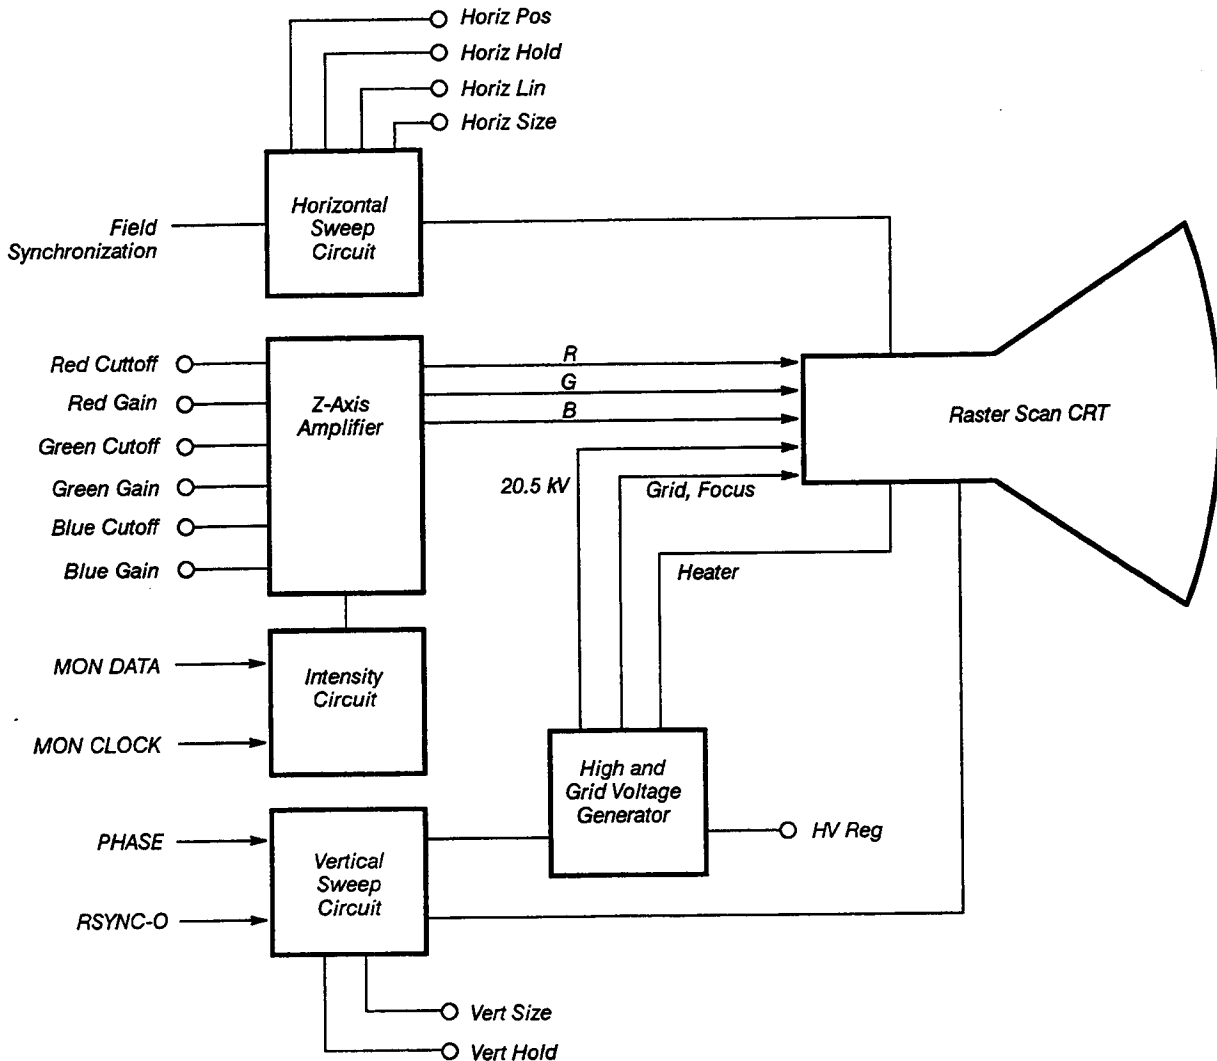 Horiz Pos
Horiz Hold
Horiz Lin
Horiz Size
Horizontal
Sweep
Circuit
Field
Synchronization
Red Cuttoff
Red Gain
Green Cutoff
Green Gain
Blue Cutoff
Blue Gain
Z-Axis
Amplifier
R
G
B
20.5 kV
Grid, Focus
Heater
Raster Scan CRT
MON DATA
MON CLOCK
Intensity
Circuit
High and
Grid Voltage
Generator
HV Reg
PHASE
RSYNC-O
Vertical
Sweep
Circuit
Vert Size
Vert Hold